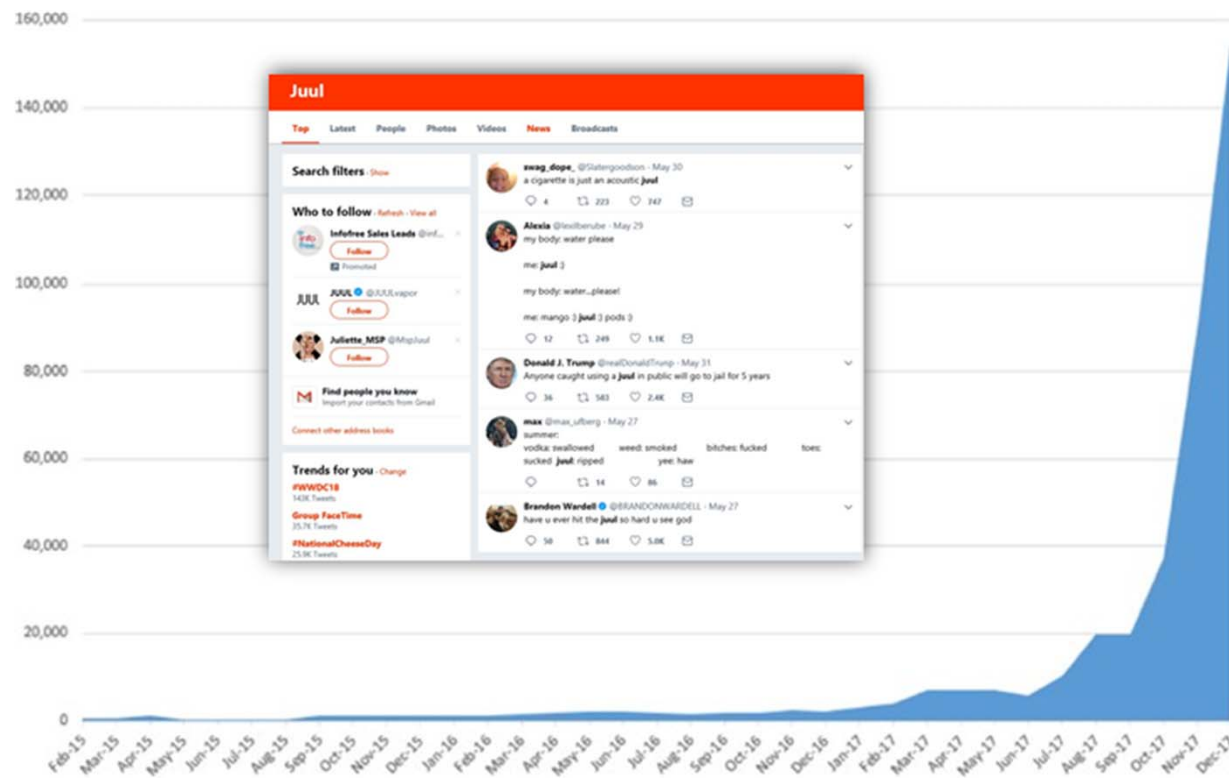 160,000
140,000
120,000
100,000
80,000
60,000
40,000
20,000
0
Juul
Top Latest People Photos Videos News Broadcasts
Search filters · Show
Who to follow · Refresh · View all
Infofree Sales Leads @inf...
Follow
Promoted
JUUL
JUUL @JUULvapor
Follow
Juliette_MSP @MspJuul
Follow
Find people you know
Import your contacts from Gmail
Connect other address books
Trends for you · Change
#WWDC18
142K Tweets
Group FaceTime
35.7K Tweets
#NationalCheeseDay
25.9K Tweets
swag_dope_ @Slatergoodson · May 30
a cigarette is just an acoustic juul
4 223 747
Alexia @lexilberube · May 29
my body: water please
me: juul :)
my body: water...please!
me: mango :) juul :) pods :)
12 249 1.1K
Donald J. Trump @realDonaldTrunp · May 31
Anyone caught using a juul in public will go to jail for 5 years
36 583 2.4K
max @max_ufberg · May 27
summer:
vodka: swallowed weed: smoked bitches: fucked toes:
sucked juul: ripped yee: haw
14 86
Brandon Wardell @BRANDONWARDELL · May 27
have u ever hit the juul so hard u see god
50 844 5.0K
Feb-15 Mar-15 Apr-15 May-15 Jun-15 Jul-15 Aug-15 Sep-15 Oct-15 Nov-15 Dec-15 Jan-16 Feb-16 Mar-16 Apr-16 May-16 Jun-16 Jul-16 Aug-16 Sep-16 Oct-16 Nov-16 Dec-16 Jan-17 Feb-17 Mar-17 Apr-17 May-17 Jun-17 Jul-17 Aug-17 Sep-17 Oct-17 Nov-17 Dec-17